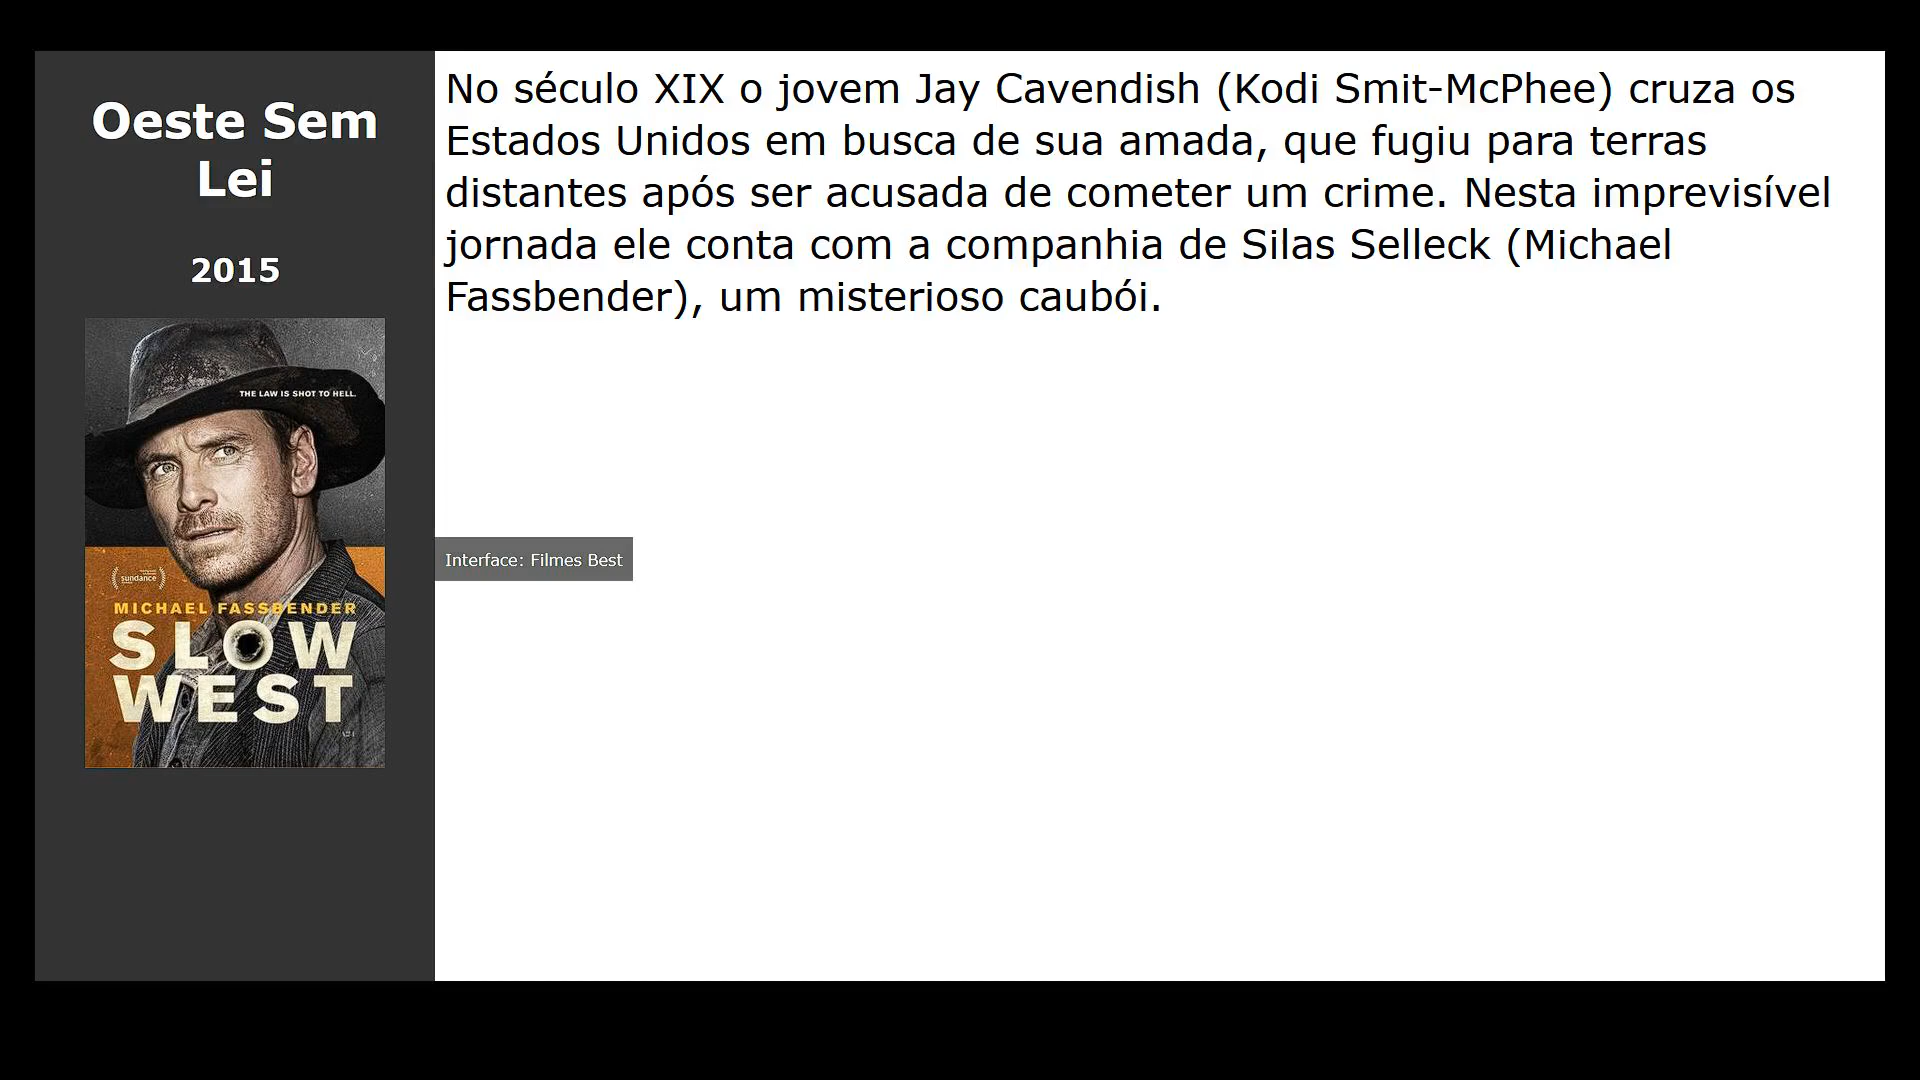 Oeste Sem
Lei
2015
THE LAW IS SHOT TO HELL.
sundance
MICHAEL FASSBENDER
SLOW
WEST
No século XIX o jovem Jay Cavendish (Kodi Smit-McPhee) cruza os
Estados Unidos em busca de sua amada, que fugiu para terras
distantes após ser acusada de cometer um crime. Nesta imprevisível
jornada ele conta com a companhia de Silas Selleck (Michael
Fassbender), um misterioso caubói.
Interface: Filmes Best